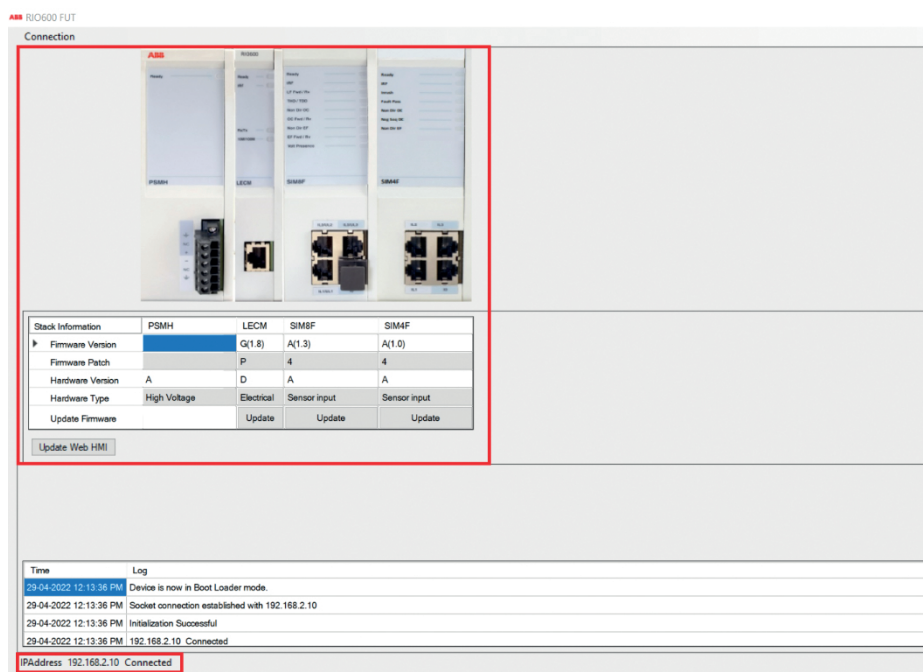 ABB RIO600 FUT
Connection
ABB
RIO600
Ready
Ready
Ready
Ready
PSMH
LECM
SIM8F
SIM4F
Stack Information PSMH LECM SIM8F SIM4F
Firmware Version G(1.8) A(1.3) A(1.0)
Firmware Patch P 4 4
Hardware Version A D A A
Hardware Type High Voltage Electrical Sensor input Sensor input
Update Firmware Update Update Update
Update Web HMI
Time Log
29-04-2022 12:13:36 PM Device is now in Boot Loader mode.
29-04-2022 12:13:36 PM Socket connection established with 192.168.2.10
29-04-2022 12:13:36 PM Initialization Successful
29-04-2022 12:13:36 PM 192.168.2.10 Connected
IPAddress 192.168.2.10 Connected